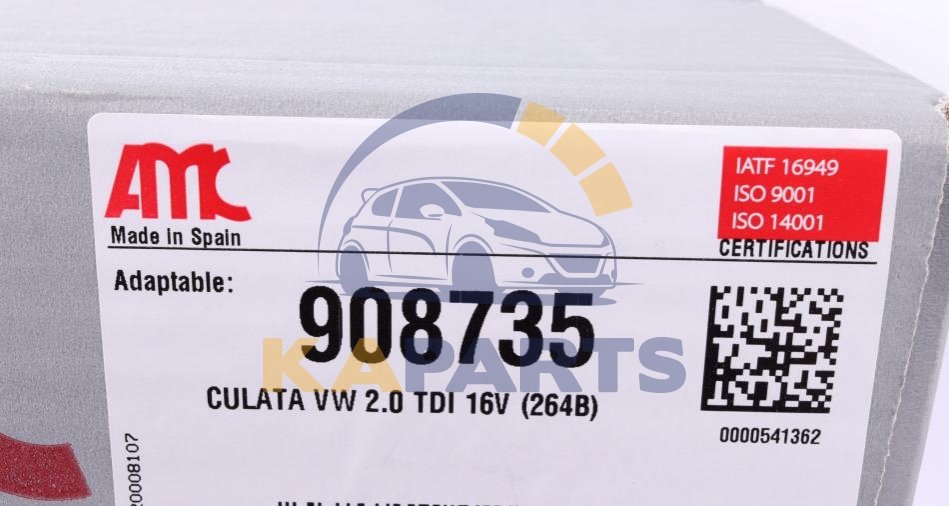 AMC
IATF 16949
ISO 9001
ISO 14001
Made in Spain
CERTIFICATIONS
Adaptable:
908735
KAPARTS
CULATA VW 2.0 TDI 16V (264B)
0000541362
20008107